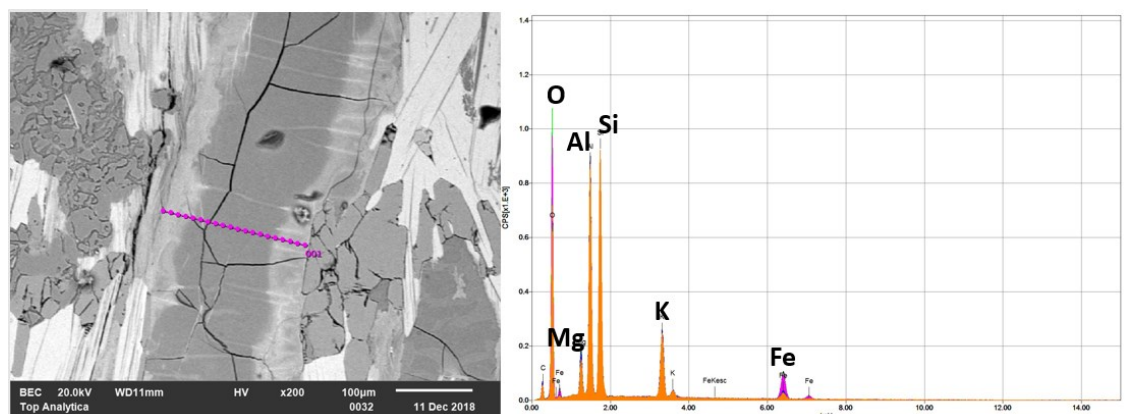 001
BEC 20.0kV WD11mm HV x200 100µm
Top Analytica 0032 11 Dec 2018
1.4
1.2
1.0
0.8
0.6
0.4
0.2
0.0
CPS[x1.E+3]
O
Al
Si
Mg
K
Fe
C
O
Fe
Fe
K
FeKesc
Fe
Fe
0.00 2.00 4.00 6.00 8.00 10.00 12.00 14.00